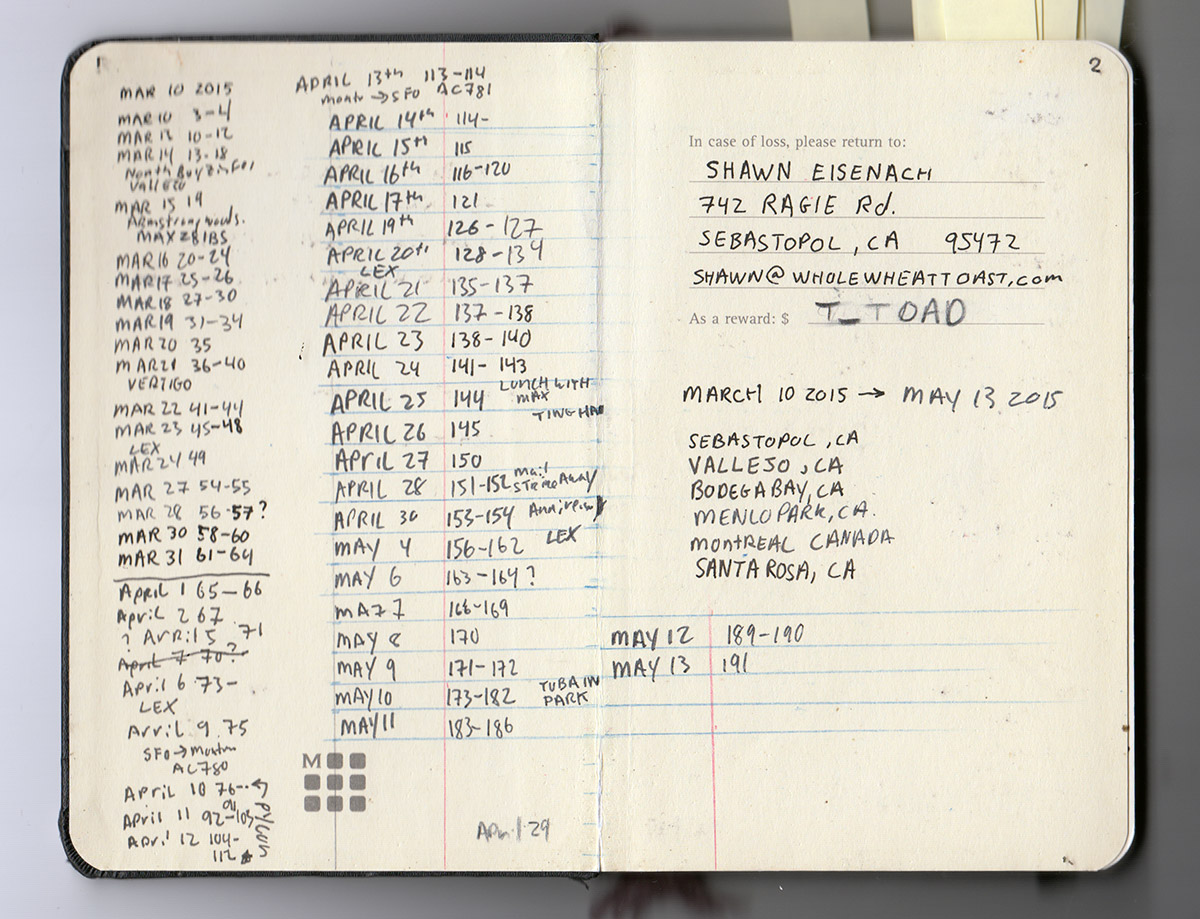 1
MAR 10 2015
MAR 10 3-4
MAR 13 10-12
MAR 14 13-18
North Bay
Vallejo
MAR 15 19
Armstrong woods.
MAX 281BS
MAR 16 20-24
MAR 17 25-26
MAR 18 27-30
MAR 19 31-34
MAR 20 35
MAR 21 36-40
VERTIGO
MAR 22 41-44
MAR 23 45-48
LEX
MAR 24 49
MAR 27 54-55
MAR 28 56-57?
MAR 30 58-60
MAR 31 61-64
April 1 65-66
April 2 67
? April 5 71
April 7 70?
April 6 73-
LEX
April 9 75
SFO → Montr
AC780
April 10 76--91
April 11 92-103
April 12 104-
112
PYCON
APRIL 13th 113-114
Montr → SFO AC781
APRIL 14th 114-
APRIL 15th 115
APRIL 16th 116-120
APRIL 17th 121
APRIL 19th 126-127
APRIL 20th 128-134
LEX
APRIL 21 135-137
APRIL 22 137-138
APRIL 23 138-140
APRIL 24 141-143
APRIL 25 144 LUNCH WITH
MAX
TING HAO
APRIL 26 145
APRIL 27 150
APRIL 28 151-152 mail
APRIL 30 153-154
MAY 4 156-162 LEX
MAY 6 163-164?
MAY 7 166-169
MAY 8 170
MAY 9 171-172
MAY 10 173-182 TUBA IN
PARK
MAY 11 183-186
M
April 29
2
In case of loss, please return to:
SHAWN EISENACH
742 RAGIE Rd.
SEBASTOPOL, CA 95472
SHAWN@WHOLEWHEATTOAST.com
As a reward: $ T_TOAD
MARCH 10 2015 → MAY 13 2015
SEBASTOPOL, CA
VALLEJO, CA
BODEGA BAY, CA
MENLO PARK, CA.
MONTREAL CANADA
SANTA ROSA, CA
MAY 12 189-190
MAY 13 191